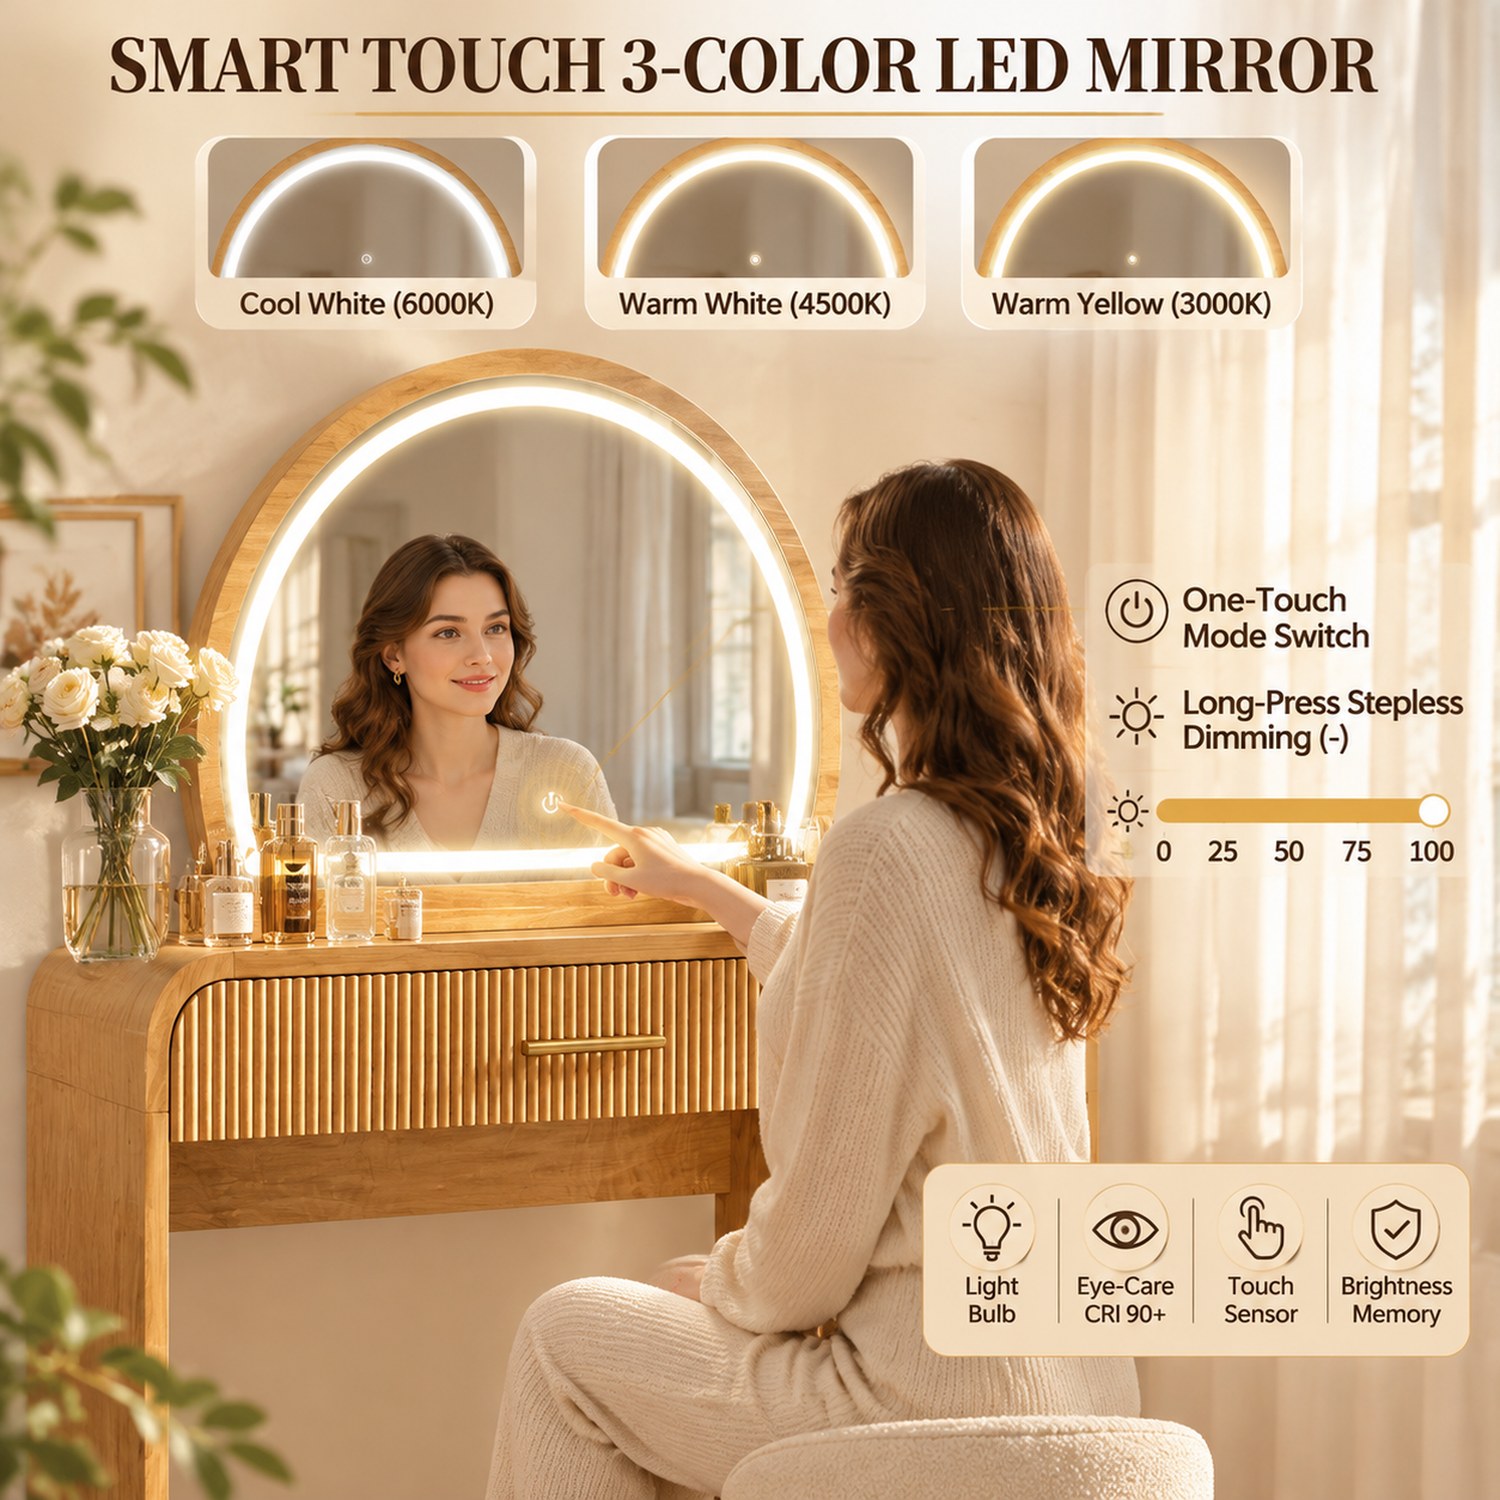 SMART TOUCH 3-COLOR LED MIRROR
Cool White (6000K)
Warm White (4500K)
Warm Yellow (3000K)
One-Touch
Mode Switch
Long-Press Stepless
Dimming (-)
0 25 50 75 100
Light
Bulb
Eye-Care
CRI 90+
Touch
Sensor
Brightness
Memory